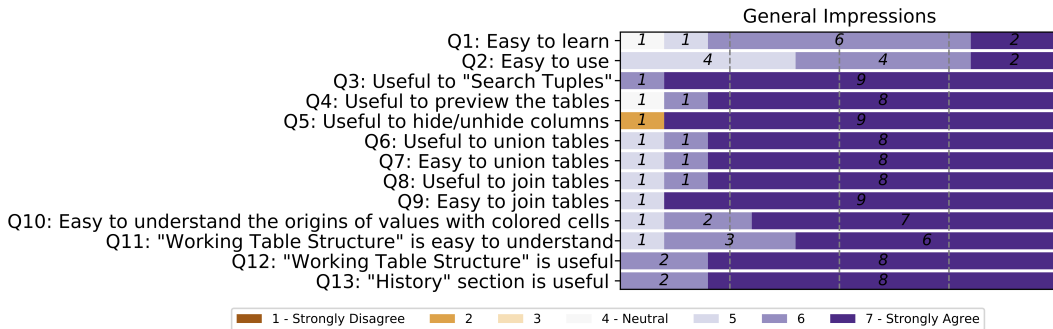 General Impressions
Q1: Easy to learn 1 1 6 2
Q2: Easy to use 4 4 2
Q3: Useful to "Search Tuples" 1 9
Q4: Useful to preview the tables 1 1 8
Q5: Useful to hide/unhide columns 1 9
Q6: Useful to union tables 1 1 8
Q7: Easy to union tables 1 1 8
Q8: Useful to join tables 1 1 8
Q9: Easy to join tables 1 9
Q10: Easy to understand the origins of values with colored cells 1 2 7
Q11: "Working Table Structure" is easy to understand 1 3 6
Q12: "Working Table Structure" is useful 2 8
Q13: "History" section is useful 2 8
1 - Strongly Disagree 2 3 4 - Neutral 5 6 7 - Strongly Agree